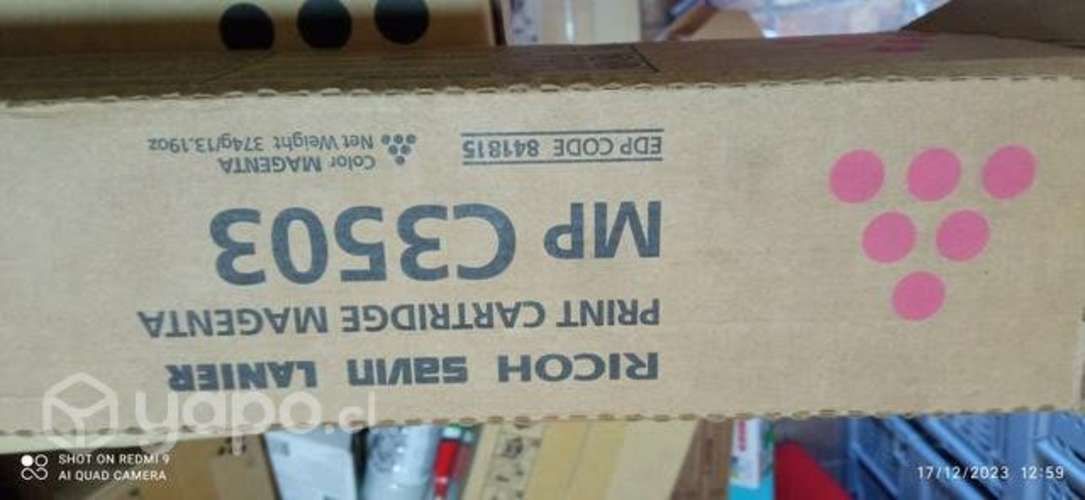 RICOH Savin LANIER
PRINT CARTRIDGE MAGENTA
MP C3503
EDP CODE 841815
Color MAGENTA
Net Weight 374g/13.19oz
yapo.cl
SHOT ON REDMI 9
AI QUAD CAMERA
17/12/2023 12:59